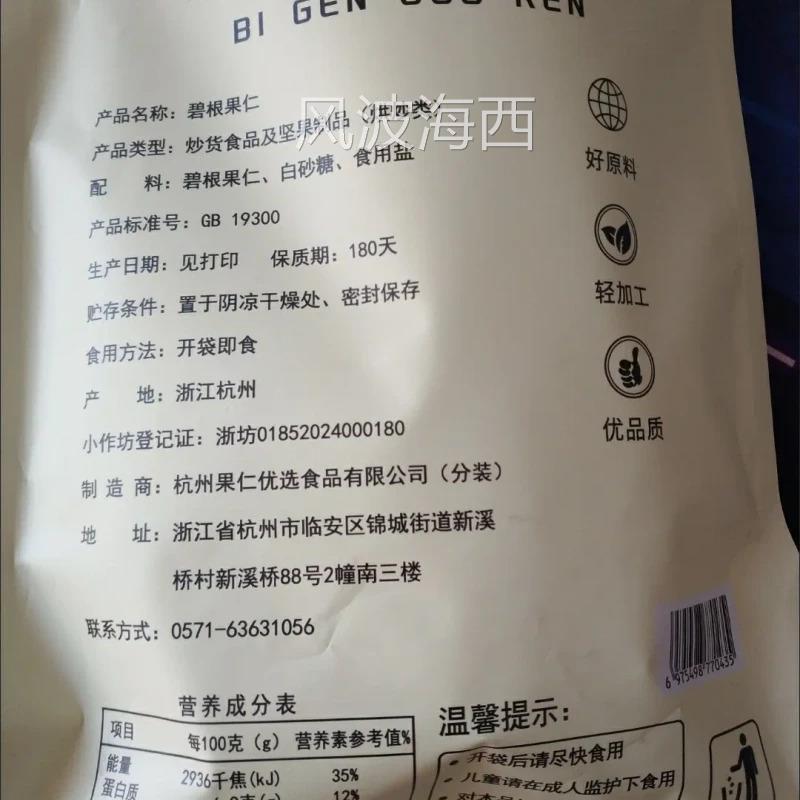 BI GEN GUO REN
产品名称：碧根果仁
风波海西
产品类型：炒货食品及坚果制品（烘炒类）
配 料：碧根果仁、白砂糖、食用盐
产品标准号：GB 19300
生产日期：见打印 保质期：180天
贮存条件：置于阴凉干燥处、密封保存
食用方法：开袋即食
产 地：浙江杭州
小作坊登记证：浙坊01852024000180
制 造 商：杭州果仁优选食品有限公司（分装）
地 址：浙江省杭州市临安区锦城街道新溪
桥村新溪桥88号2幢南三楼
联系方式：0571-63631056
好原料
轻加工
优品质
6 975498 770435
营养成分表
项目 每100克（g） 营养素参考值%
能量 2936千焦(kJ) 35%
蛋白质 12%
温馨提示：
• 开袋后请尽快食用
• 儿童请在成人监护下食用